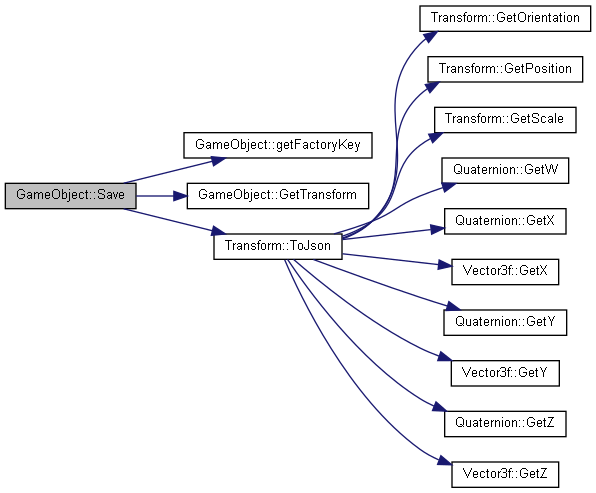 GameObject::Save
GameObject::getFactoryKey
GameObject::GetTransform
Transform::ToJson
Transform::GetOrientation
Transform::GetPosition
Transform::GetScale
Quaternion::GetW
Quaternion::GetX
Vector3f::GetX
Quaternion::GetY
Vector3f::GetY
Quaternion::GetZ
Vector3f::GetZ